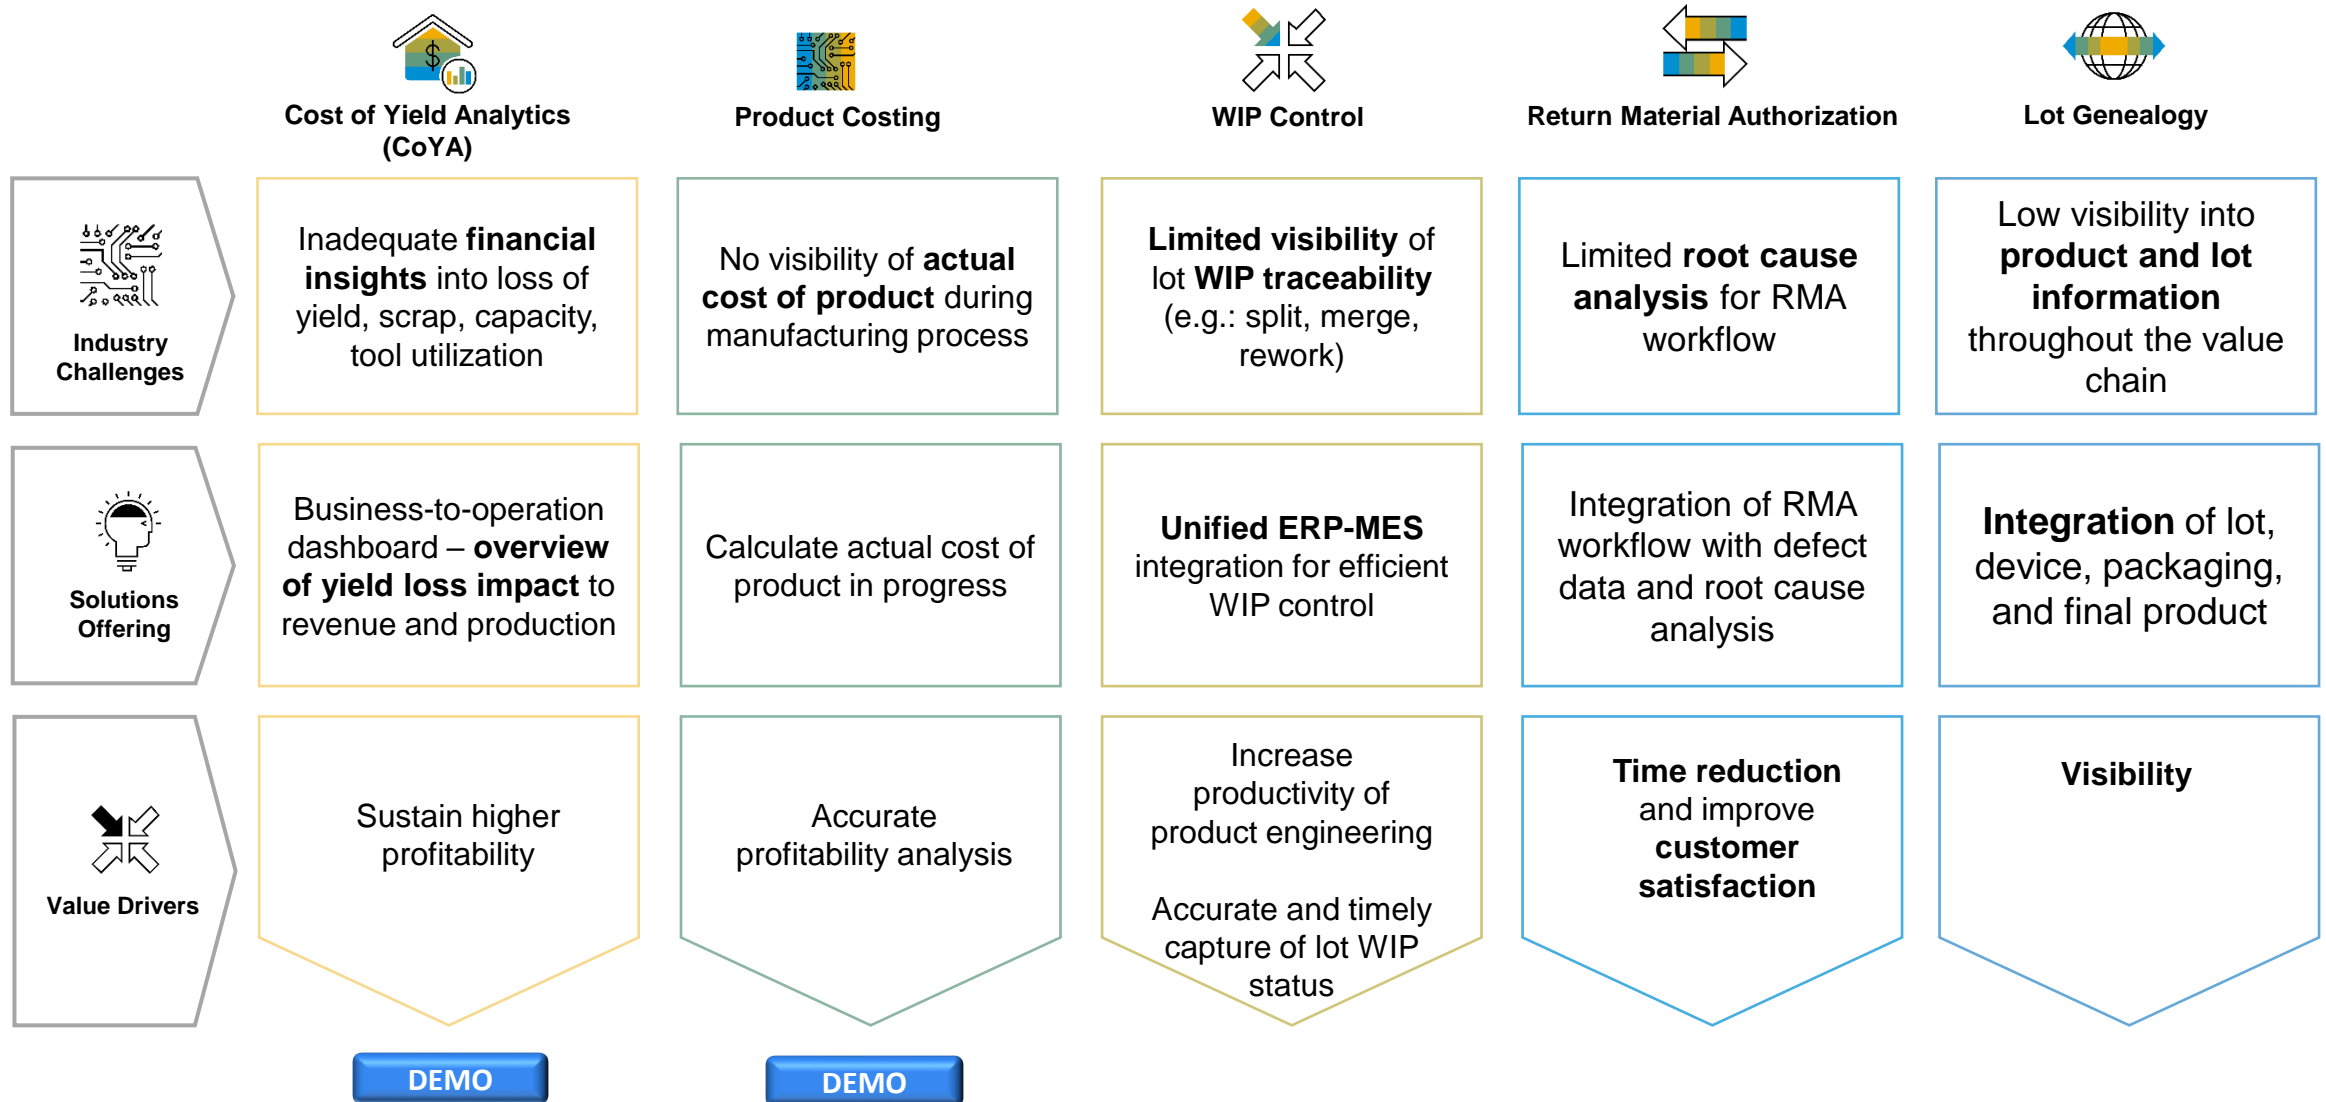 Cost of Yield Analytics
(CoYA)
Product Costing
WIP Control
Return Material Authorization
Lot Genealogy
Industry
Challenges
Inadequate financial
insights into loss of
yield, scrap, capacity,
tool utilization
No visibility of actual
cost of product during
manufacturing process
Limited visibility of
lot WIP traceability
(e.g.: split, merge,
rework)
Limited root cause
analysis for RMA
workflow
Low visibility into
product and lot
information
throughout the value
chain
Solutions
Offering
Business-to-operation
dashboard – overview
of yield loss impact to
revenue and production
Calculate actual cost of
product in progress
Unified ERP-MES
integration for efficient
WIP control
Integration of RMA
workflow with defect
data and root cause
analysis
Integration of lot,
device, packaging,
and final product
Value Drivers
Sustain higher
profitability
Accurate
profitability analysis
Increase
productivity of
product engineering
Accurate and timely
capture of lot WIP
status
Time reduction
and improve
customer
satisfaction
Visibility
DEMO
DEMO